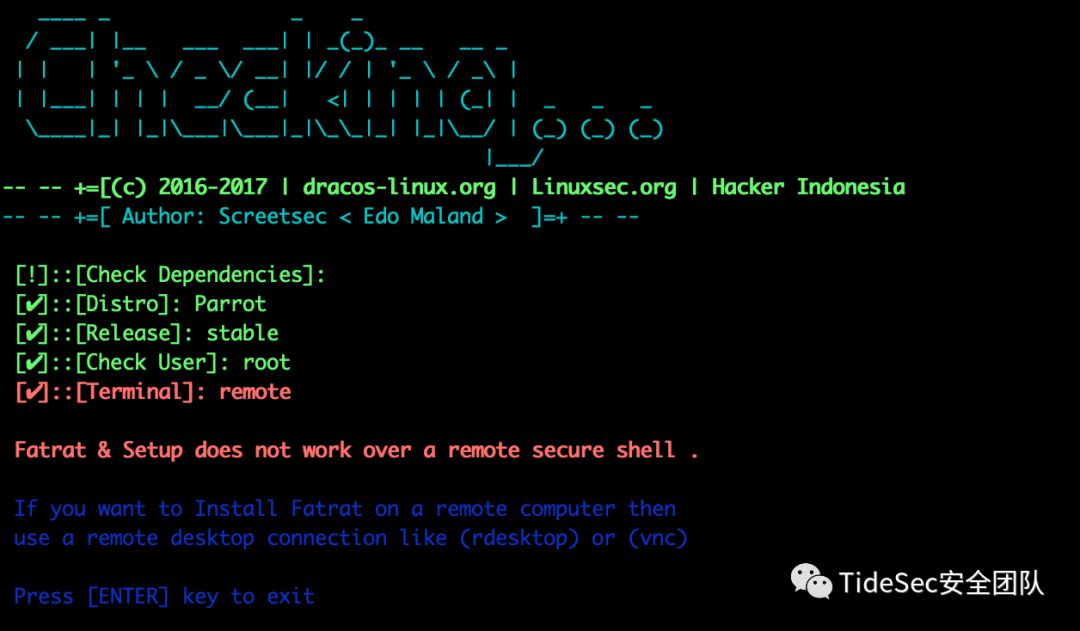 Checking...
-- -- +=[(c) 2016-2017 | dracos-linux.org | Linuxsec.org | Hacker Indonesia
-- -- +=[ Author: Screetsec < Edo Maland >  ]=+ -- --
[!]::[Check Dependencies]:
[✔]::[Distro]: Parrot
[✔]::[Release]: stable
[✔]::[Check User]: root
[✔]::[Terminal]: remote
Fatrat & Setup does not work over a remote secure shell .
If you want to Install Fatrat on a remote computer then
use a remote desktop connection like (rdesktop) or (vnc)
Press [ENTER] key to exit
TideSec安全团队